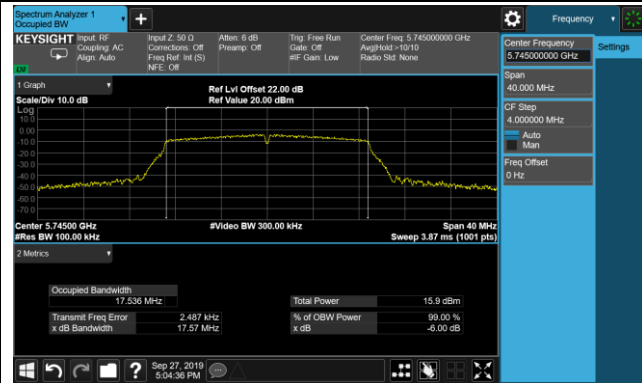 Spectrum Analyzer 1
Occupied BW
Frequency
KEYSIGHT
Input: RF
Coupling: AC
Align: Auto
Input Z: 50 Ω
Corrections: Off
Freq Ref: Int (S)
NFE: Off
Atten: 6 dB
Preamp: Off
Trig: Free Run
Gate: Off
#IF Gain: Low
Center Freq: 5.745000000 GHz
Avg|Hold:>10/10
Radio Std: None
Center Frequency
5.745000000 GHz
Settings
Span
40.000 MHz
CF Step
4.000000 MHz
Auto
Man
Freq Offset
0 Hz
1 Graph
Scale/Div 10.0 dB
Ref Lvl Offset 22.00 dB
Ref Value 20.00 dBm
Log
10.0
0.00
-10.0
-20.0
-30.0
-40.0
-50.0
-60.0
-70.0
Center 5.74500 GHz
#Res BW 100.00 kHz
#Video BW 300.00 kHz
Span 40 MHz
Sweep 3.87 ms (1001 pts)
2 Metrics
Occupied Bandwidth
17.536 MHz
Transmit Freq Error 2.487 kHz
x dB Bandwidth 17.57 MHz
Total Power 15.9 dBm
% of OBW Power 99.00 %
x dB -6.00 dB
?
Sep 27, 2019
5:04:36 PM